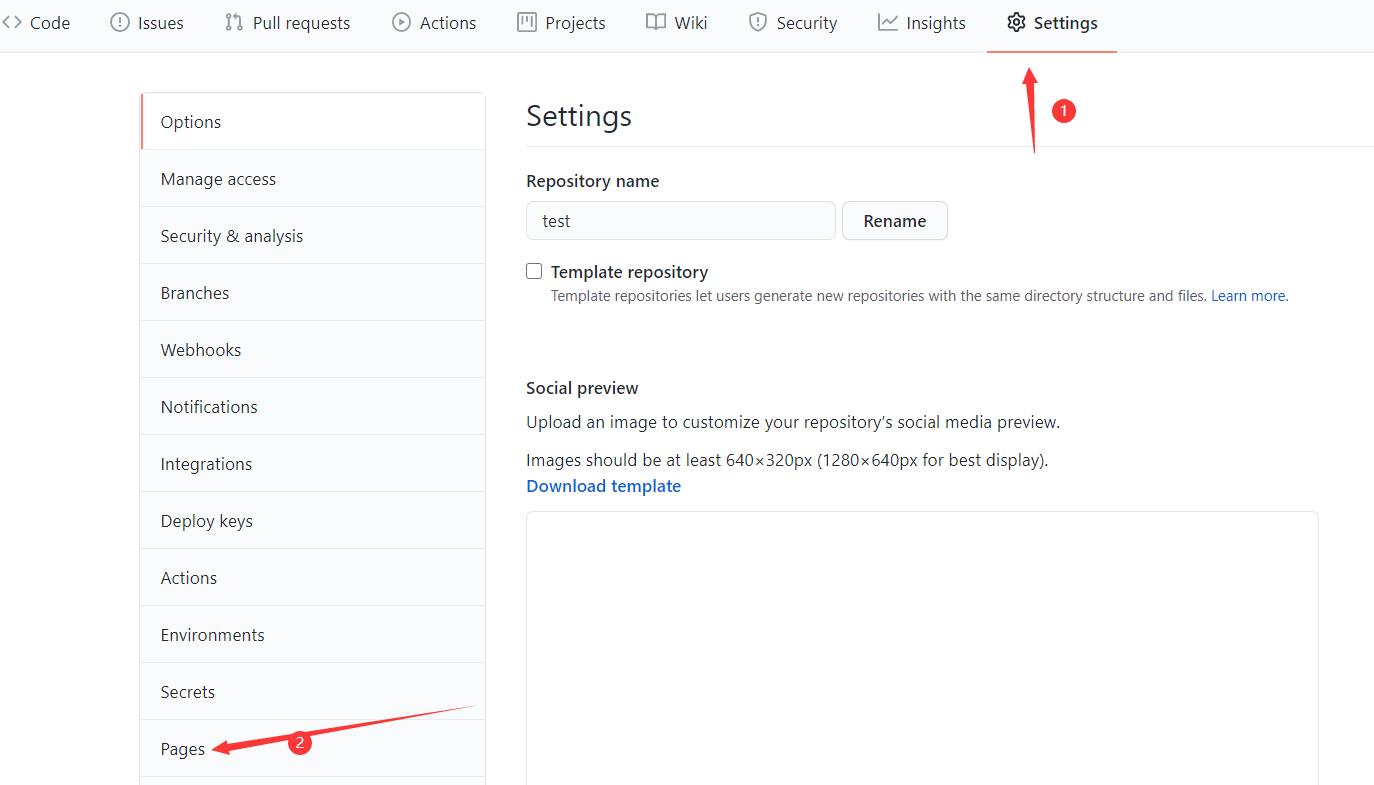 Code Issues Pull requests Actions Projects Wiki Security Insights Settings
1
Options
Manage access
Security & analysis
Branches
Webhooks
Notifications
Integrations
Deploy keys
Actions
Environments
Secrets
Pages
2
Settings
Repository name
test Rename
Template repository
Template repositories let users generate new repositories with the same directory structure and files. Learn more.
Social preview
Upload an image to customize your repository's social media preview.
Images should be at least 640×320px (1280×640px for best display).
Download template